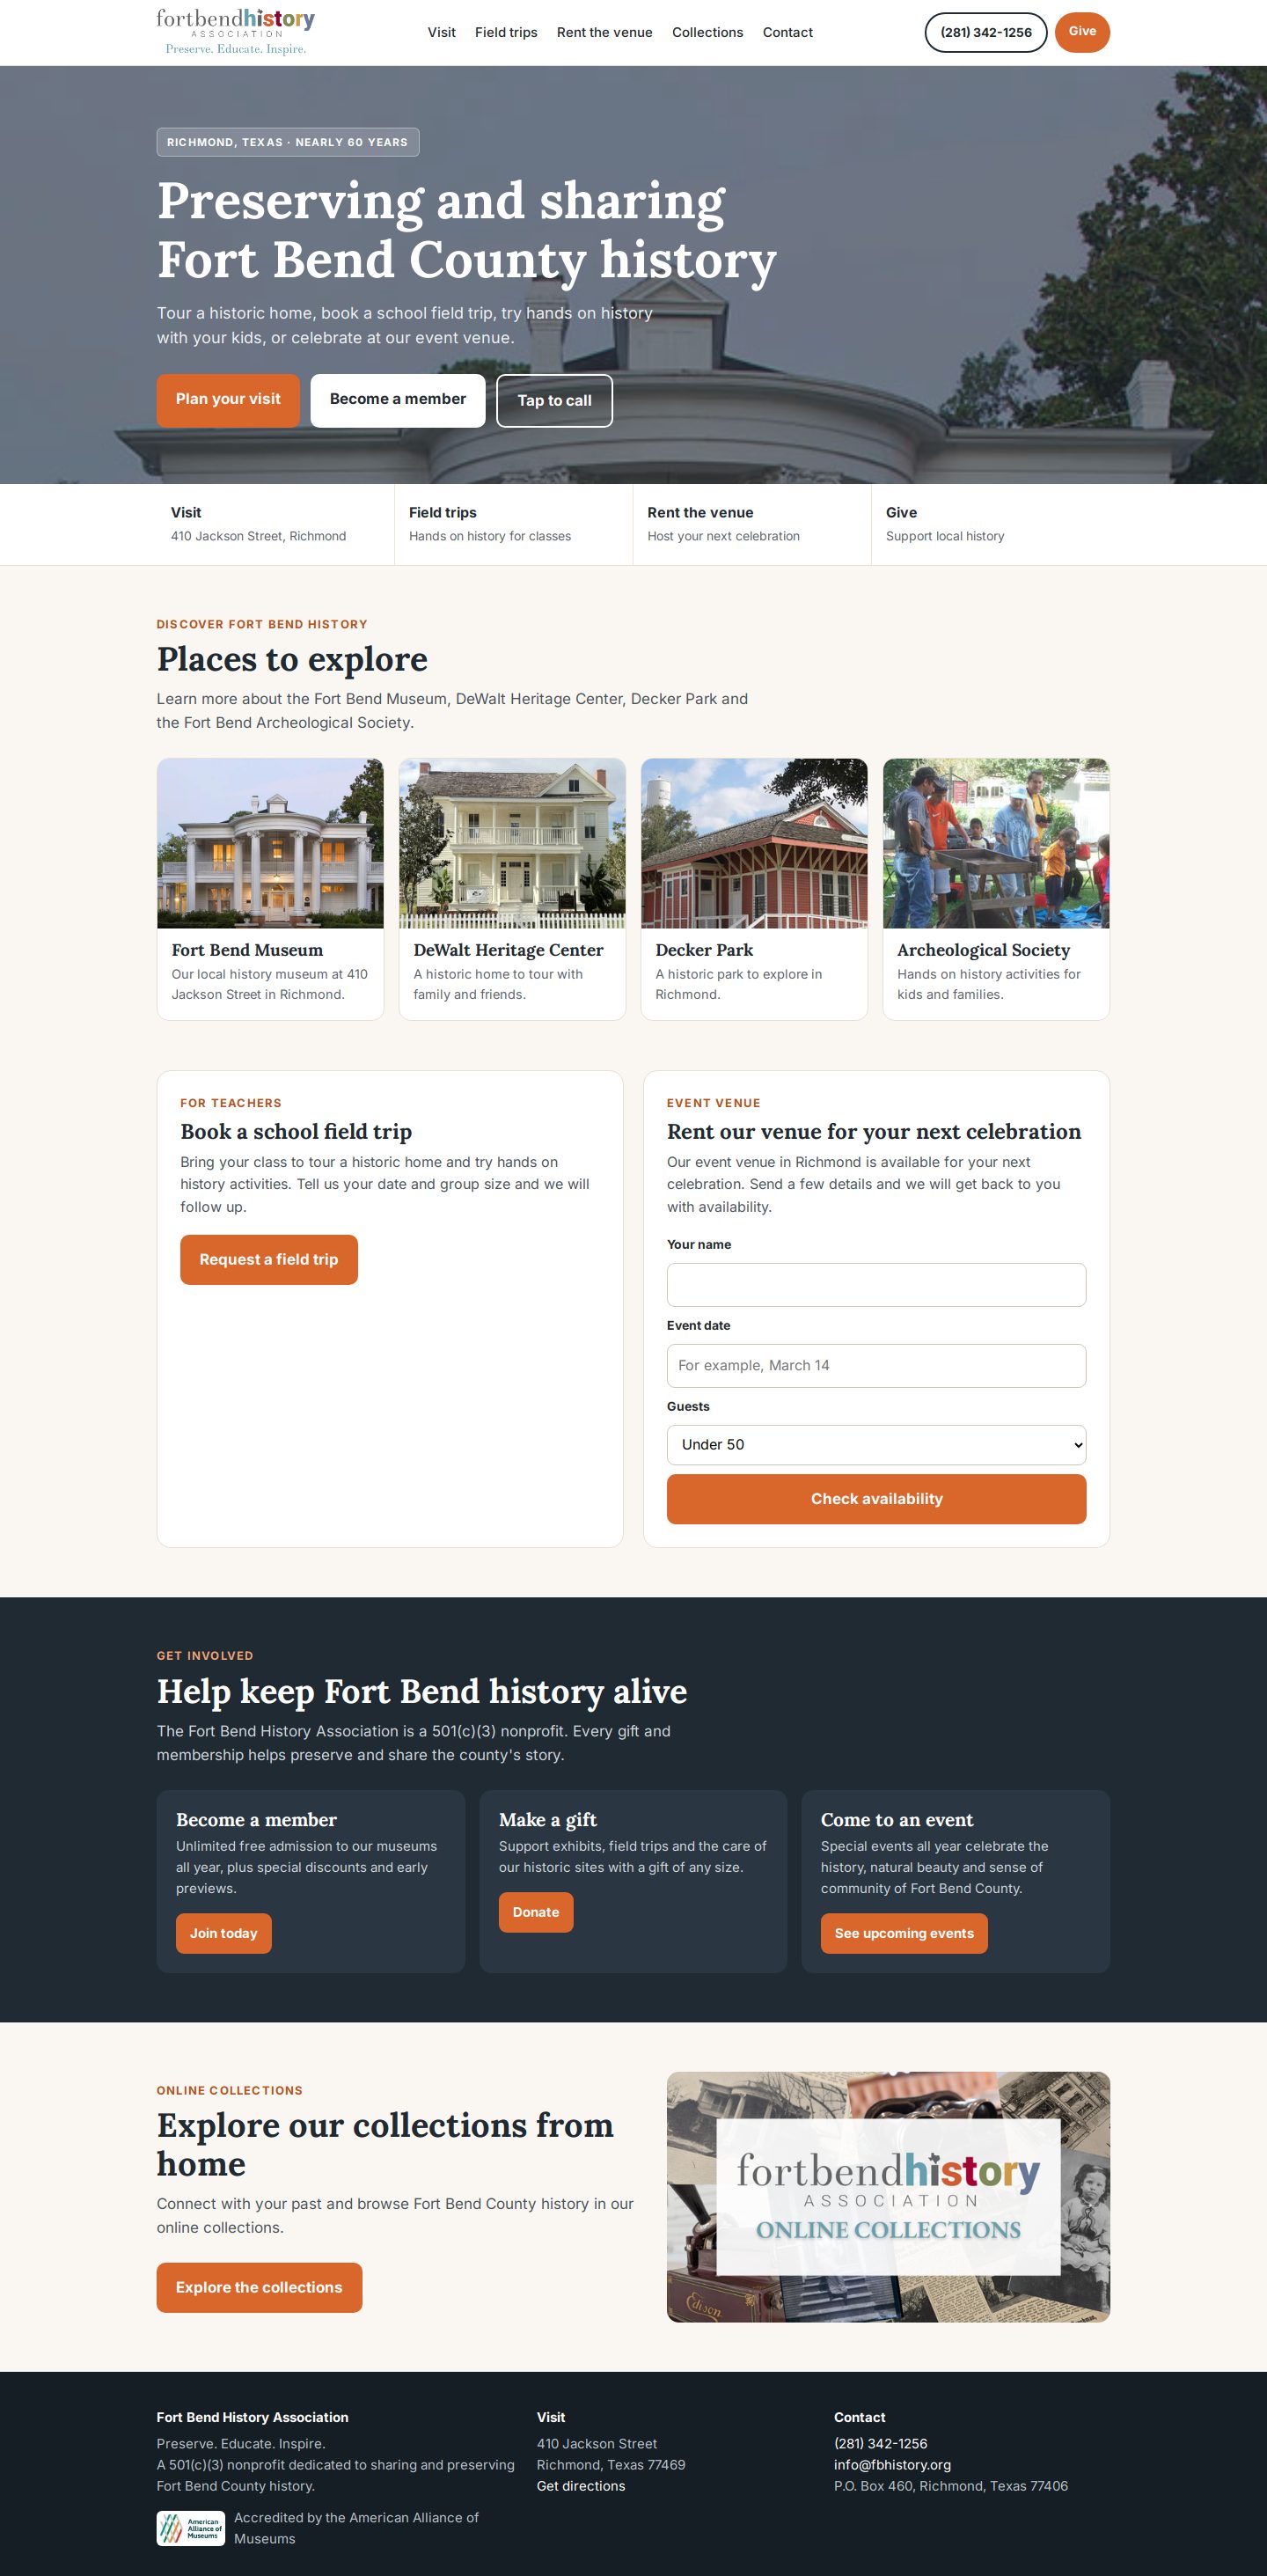 fortbendhistory
ASSOCIATION
Preserve. Educate. Inspire.
Visit
Field trips
Rent the venue
Collections
Contact
(281) 342-1256
Give
RICHMOND, TEXAS · NEARLY 60 YEARS
Preserving and sharing
Fort Bend County history
Tour a historic home, book a school field trip, try hands on history
with your kids, or celebrate at our event venue.
Plan your visit
Become a member
Tap to call
Visit
410 Jackson Street, Richmond
Field trips
Hands on history for classes
Rent the venue
Host your next celebration
Give
Support local history
DISCOVER FORT BEND HISTORY
Places to explore
Learn more about the Fort Bend Museum, DeWalt Heritage Center, Decker Park and
the Fort Bend Archeological Society.
Fort Bend Museum
Our local history museum at 410
Jackson Street in Richmond.
DeWalt Heritage Center
A historic home to tour with
family and friends.
Decker Park
A historic park to explore in
Richmond.
Archeological Society
Hands on history activities for
kids and families.
FOR TEACHERS
Book a school field trip
Bring your class to tour a historic home and try hands on
history activities. Tell us your date and group size and we will
follow up.
Request a field trip
EVENT VENUE
Rent our venue for your next celebration
Our event venue in Richmond is available for your next
celebration. Send a few details and we will get back to you
with availability.
Your name
Event date
For example, March 14
Guests
Under 50
Check availability
GET INVOLVED
Help keep Fort Bend history alive
The Fort Bend History Association is a 501(c)(3) nonprofit. Every gift and
membership helps preserve and share the county's story.
Become a member
Unlimited free admission to our museums
all year, plus special discounts and early
previews.
Join today
Make a gift
Support exhibits, field trips and the care of
our historic sites with a gift of any size.
Donate
Come to an event
Special events all year celebrate the
history, natural beauty and sense of
community of Fort Bend County.
See upcoming events
ONLINE COLLECTIONS
Explore our collections from
home
Connect with your past and browse Fort Bend County history in our
online collections.
Explore the collections
fortbendhistory
ASSOCIATION
ONLINE COLLECTIONS
Edison
Fort Bend History Association
Preserve. Educate. Inspire.
A 501(c)(3) nonprofit dedicated to sharing and preserving
Fort Bend County history.
American
Alliance of
Museums
Accredited by the American Alliance of
Museums
Visit
410 Jackson Street
Richmond, Texas 77469
Get directions
Contact
(281) 342-1256
info@fbhistory.org
P.O. Box 460, Richmond, Texas 77406